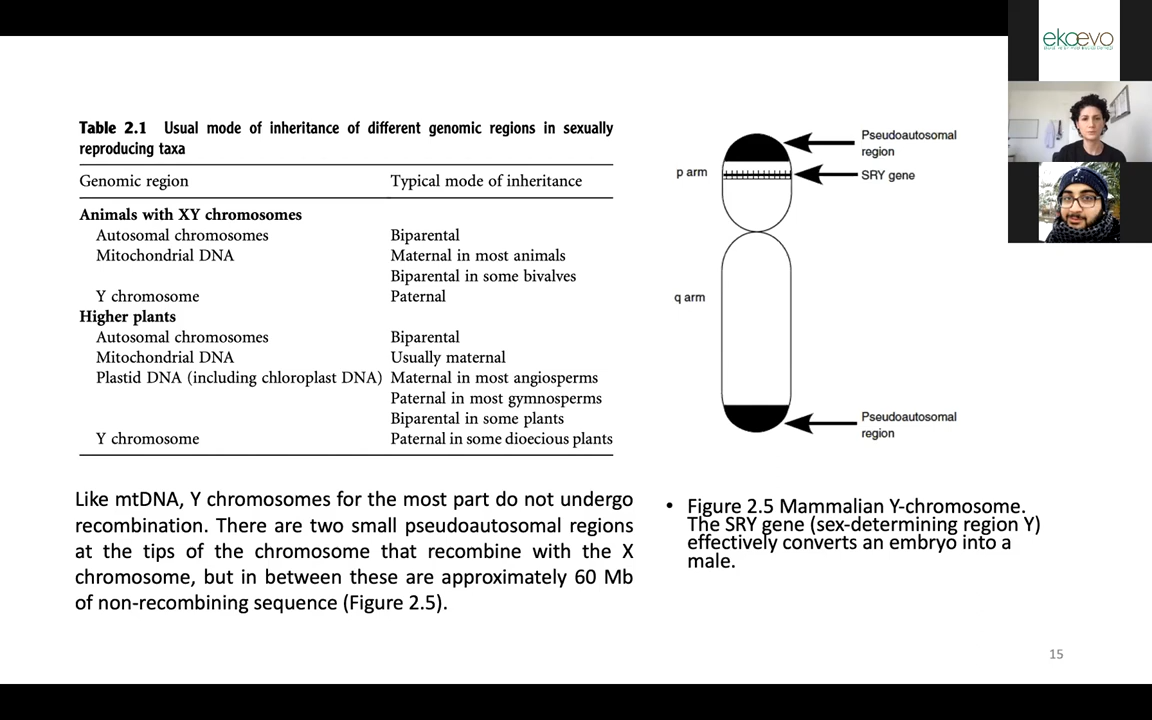 ekoevo
Table 2.1 Usual mode of inheritance of different genomic regions in sexually
reproducing taxa
Genomic region Typical mode of inheritance
Animals with XY chromosomes
Autosomal chromosomes Biparental
Mitochondrial DNA Maternal in most animals
Biparental in some bivalves
Y chromosome Paternal
Higher plants
Autosomal chromosomes Biparental
Mitochondrial DNA Usually maternal
Plastid DNA (including chloroplast DNA) Maternal in most angiosperms
Paternal in most gymnosperms
Biparental in some plants
Y chromosome Paternal in some dioecious plants
Pseudoautosomal
region
p arm
SRY gene
q arm
Pseudoautosomal
region
Like mtDNA, Y chromosomes for the most part do not undergo
recombination. There are two small pseudoautosomal regions
at the tips of the chromosome that recombine with the X
chromosome, but in between these are approximately 60 Mb
of non-recombining sequence (Figure 2.5).
• Figure 2.5 Mammalian Y-chromosome.
The SRY gene (sex-determining region Y)
effectively converts an embryo into a
male.
15